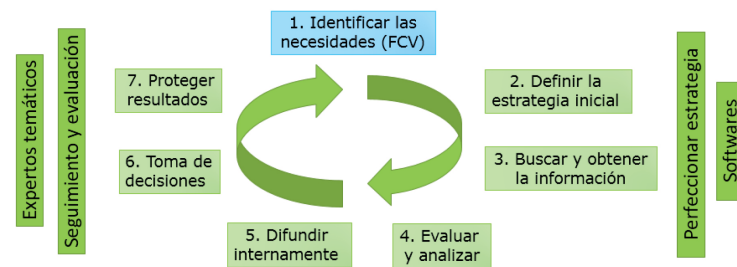 1. Identificar las
necesidades (FCV)
2. Definir la
estrategia inicial
3. Buscar y obtener
la información
4. Evaluar
y analizar
5. Difundir
internamente
6. Toma de
decisiones
7. Proteger
resultados
Expertos temáticos
Seguimiento y evaluación
Perfeccionar estrategia
Softwares